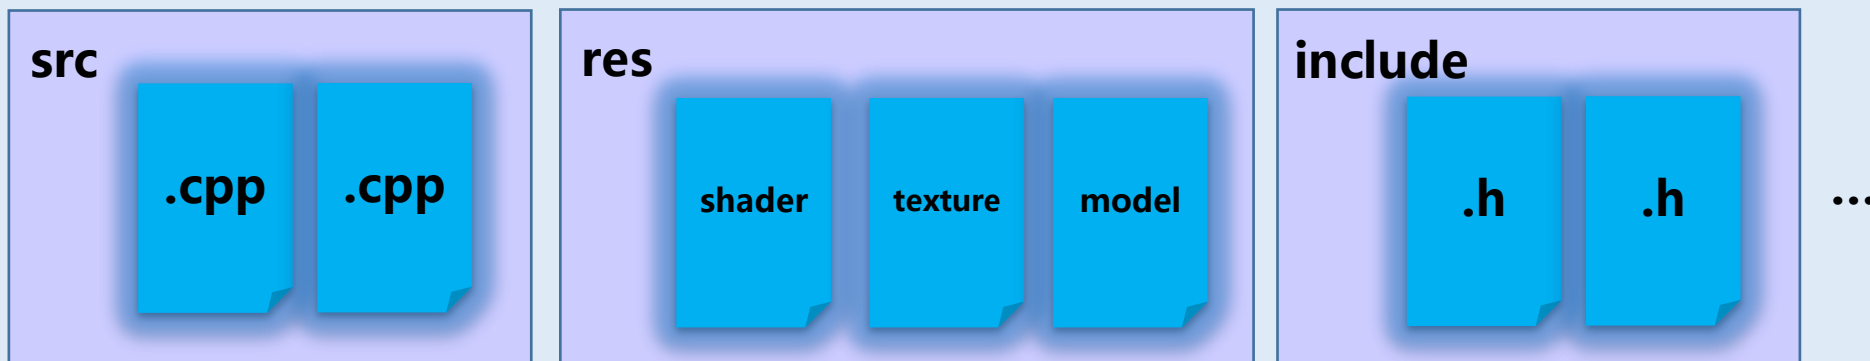 src
.cpp
.cpp
res
shader
texture
model
include
.h
.h
...